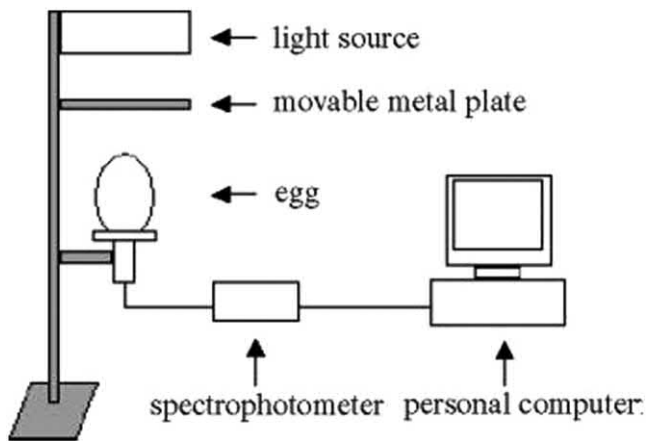 light source
movable metal plate
egg
spectrophotometer
personal computer